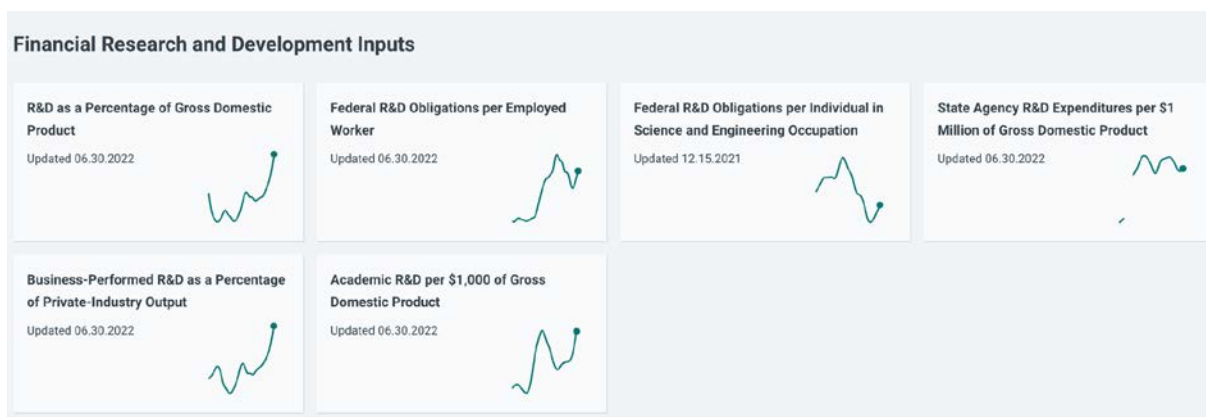 Financial Research and Development Inputs
R&D as a Percentage of Gross Domestic
Product
Updated 06.30.2022
Federal R&D Obligations per Employed
Worker
Updated 06.30.2022
Federal R&D Obligations per Individual in
Science and Engineering Occupation
Updated 12.15.2021
State Agency R&D Expenditures per $1
Million of Gross Domestic Product
Updated 06.30.2022
Business-Performed R&D as a Percentage
of Private-Industry Output
Updated 06.30.2022
Academic R&D per $1,000 of Gross
Domestic Product
Updated 06.30.2022